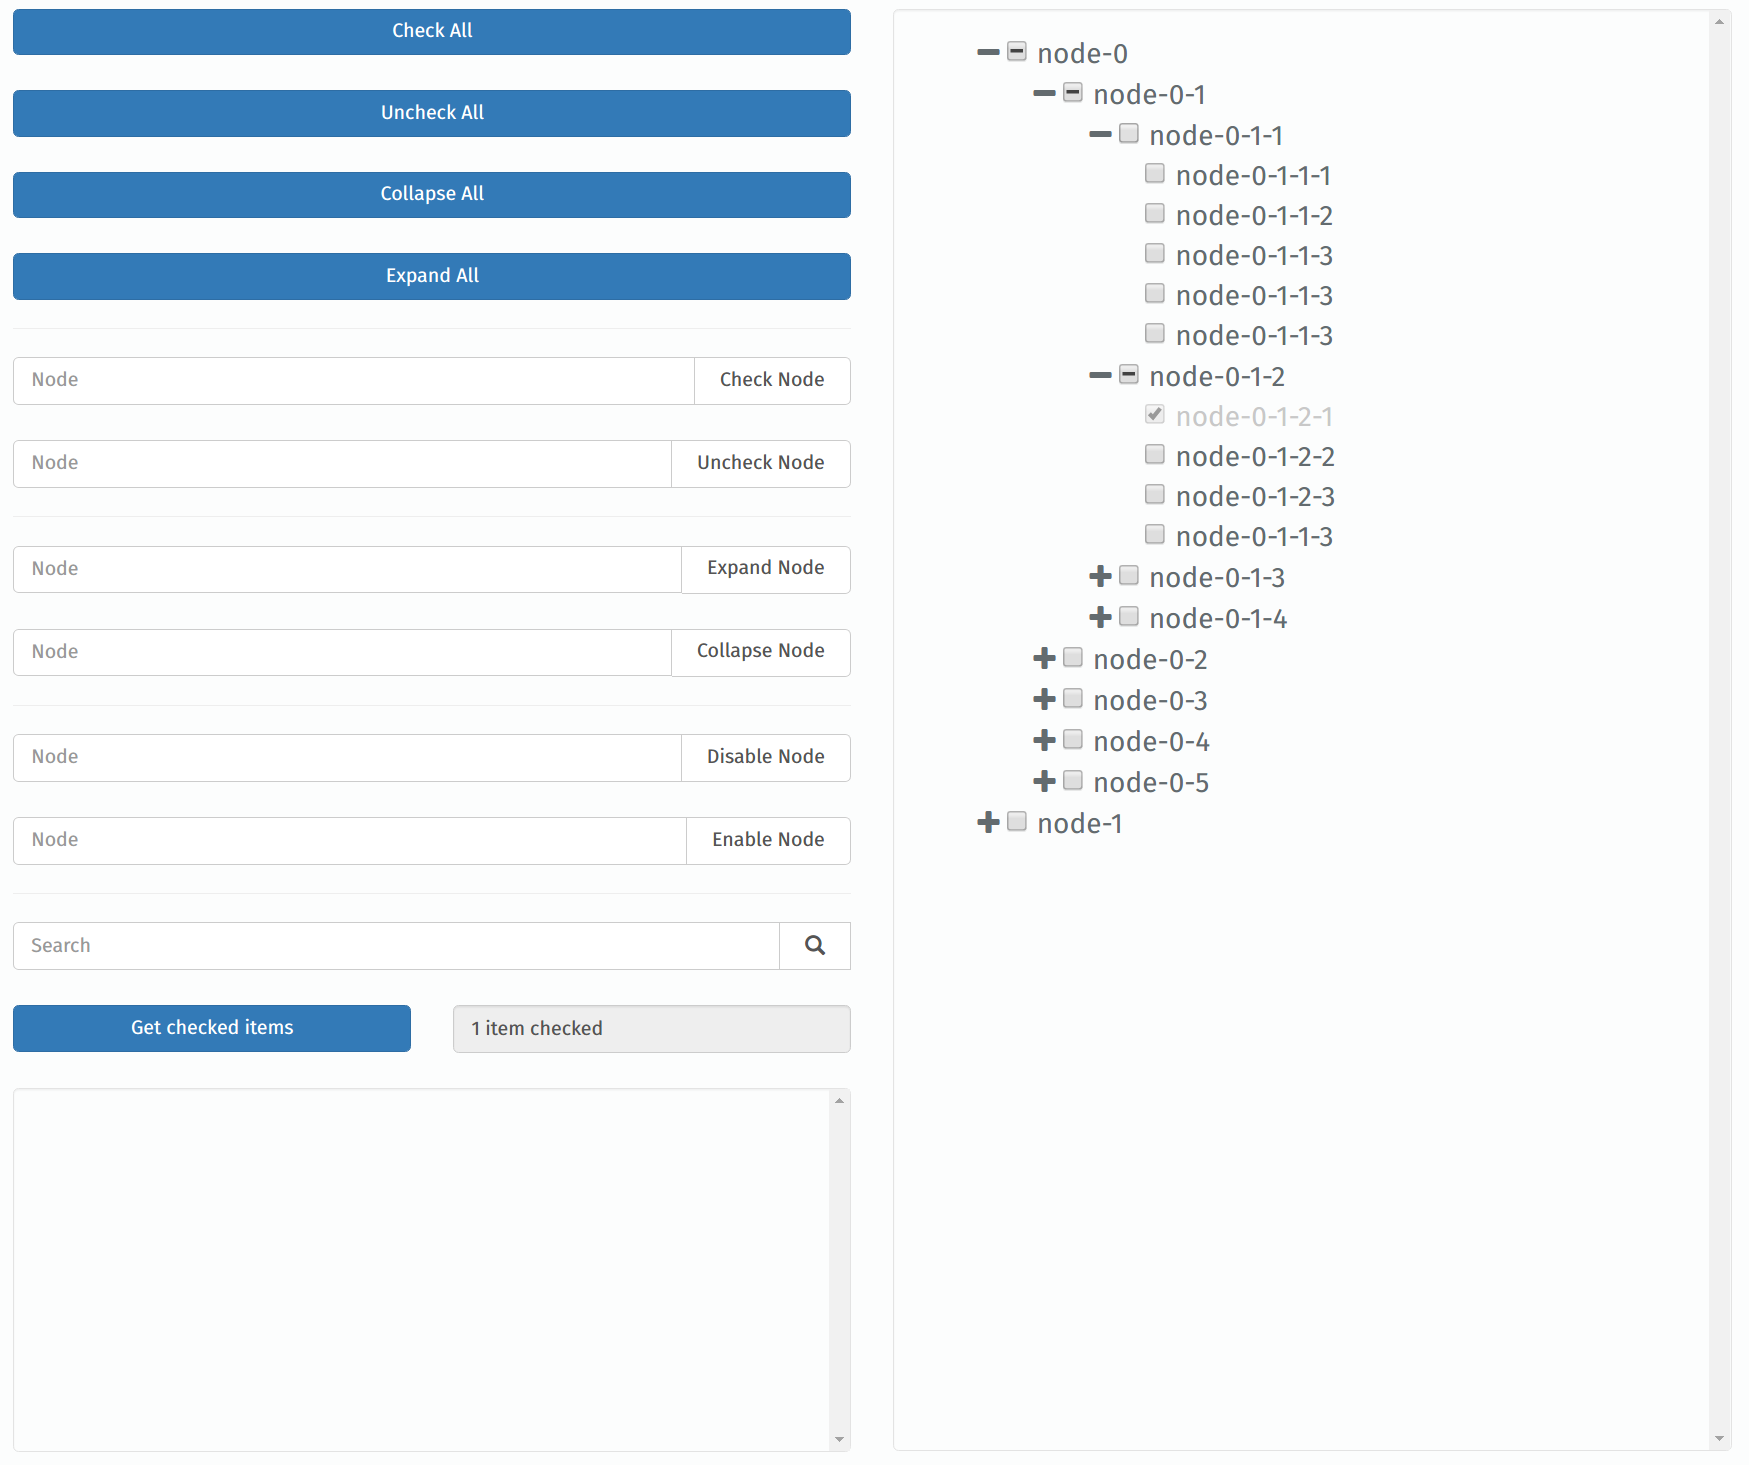 Check All
Uncheck All
Collapse All
Expand All
Node
Check Node
Node
Uncheck Node
Node
Expand Node
Node
Collapse Node
Node
Disable Node
Node
Enable Node
Search
Get checked items
1 item checked
node-0
node-0-1
node-0-1-1
node-0-1-1-1
node-0-1-1-2
node-0-1-1-3
node-0-1-1-3
node-0-1-1-3
node-0-1-2
node-0-1-2-1
node-0-1-2-2
node-0-1-2-3
node-0-1-1-3
node-0-1-3
node-0-1-4
node-0-2
node-0-3
node-0-4
node-0-5
node-1